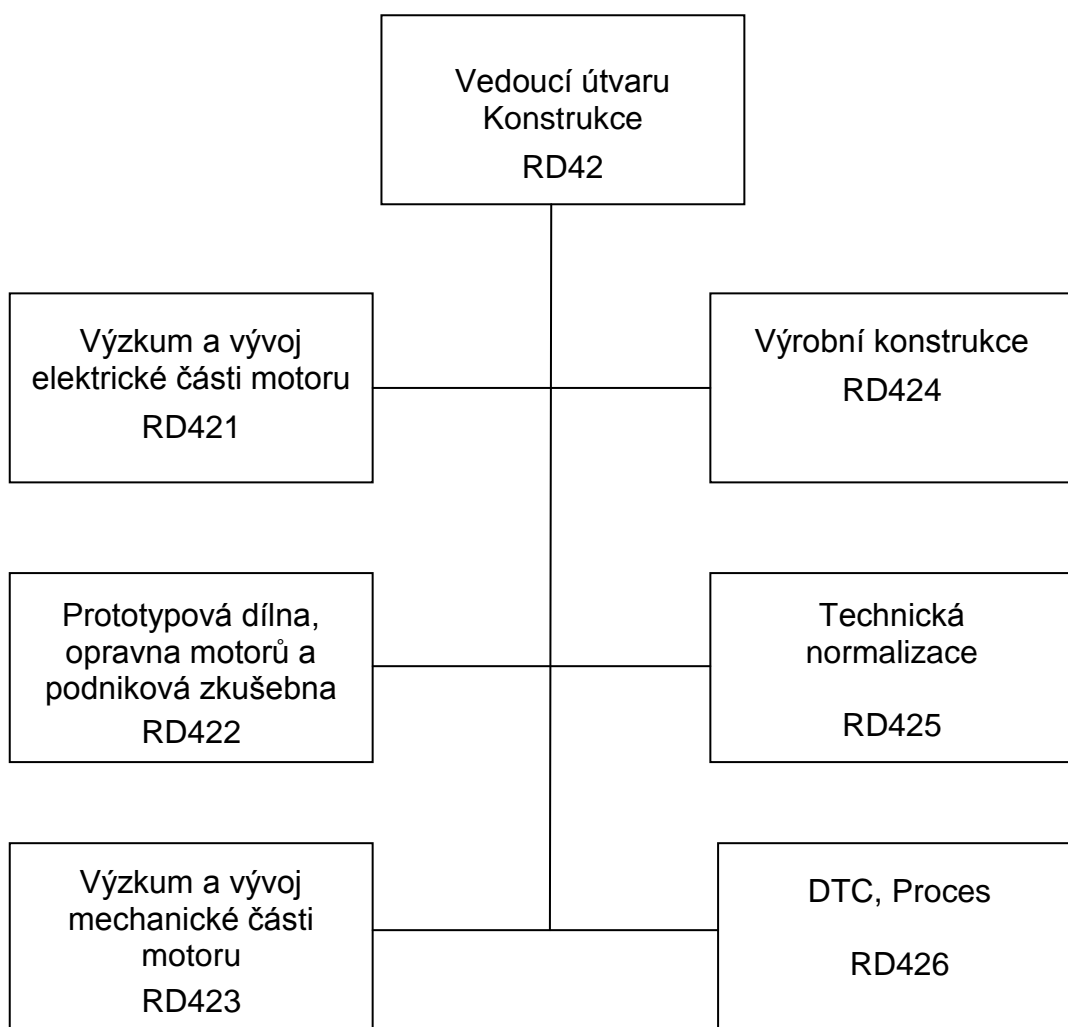 Vedoucí útvaru
Konstrukce
RD42
Výzkum a vývoj
elektrické části motoru
RD421
Výrobní konstrukce
RD424
Prototypová dílna,
opravna motorů a
podniková zkušebna
RD422
Technická
normalizace
RD425
Výzkum a vývoj
mechanické části
motoru
RD423
DTC, Proces
RD426